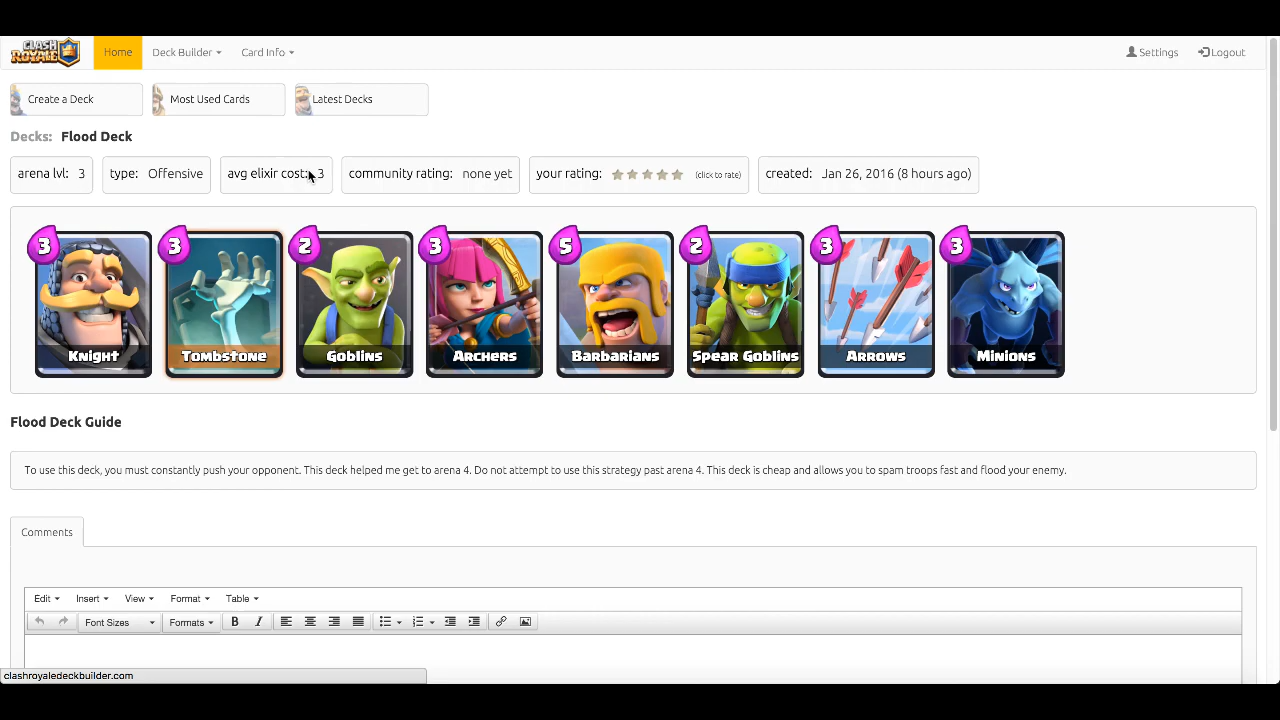 CLASH ROYALE Home Deck Builder Card Info Settings Logout
Create a Deck Most Used Cards Latest Decks
Decks: Flood Deck
arena lvl: 3 type: Offensive avg elixir cost: 3 community rating: none yet your rating: (click to rate) created: Jan 26, 2016 (8 hours ago)
3 3 2 3 5 2 3 3
Knight Tombstone Goblins Archers Barbarians Spear Goblins Arrows Minions
Flood Deck Guide
To use this deck, you must constantly push your opponent. This deck helped me get to arena 4. Do not attempt to use this strategy past arena 4. This deck is cheap and allows you to spam troops fast and flood your enemy.
Comments
Edit Insert View Format Table
Font Sizes Formats B I
clashroyaledeckbuilder.com